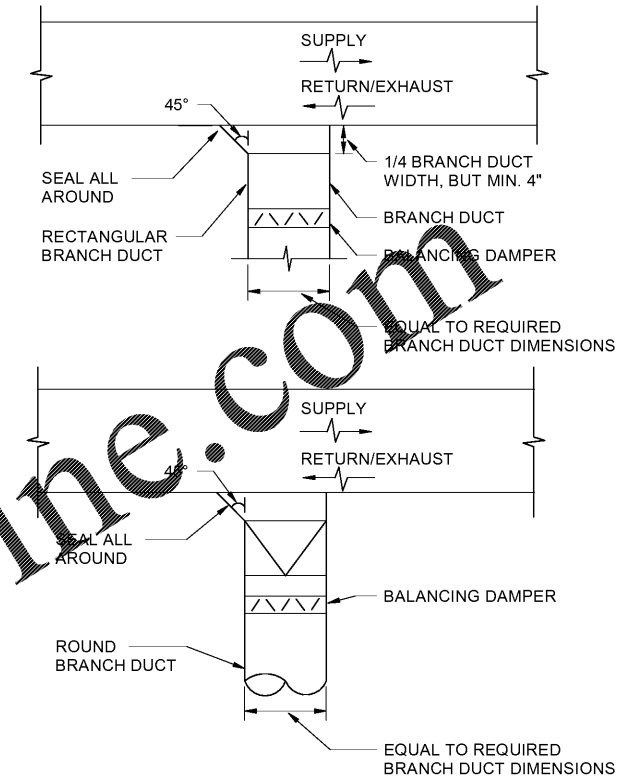 SUPPLY
RETURN/EXHAUST
45°
1/4 BRANCH DUCT
WIDTH, BUT MIN. 4"
SEAL ALL
AROUND
BRANCH DUCT
RECTANGULAR
BRANCH DUCT
BALANCING DAMPER
EQUAL TO REQUIRED
BRANCH DUCT DIMENSIONS
SUPPLY
RETURN/EXHAUST
45°
SEAL ALL
AROUND
BALANCING DAMPER
ROUND
BRANCH DUCT
EQUAL TO REQUIRED
BRANCH DUCT DIMENSIONS
ine.com